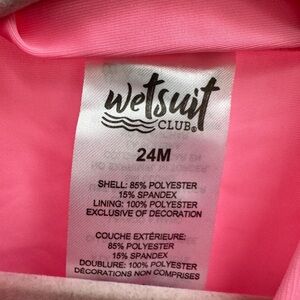 wetsuit
CLUB®
24M
SHELL: 85% POLYESTER
15% SPANDEX
LINING: 100% POLYESTER
EXCLUSIVE OF DECORATION
COUCHE EXTÉRIEURE:
85% POLYESTER
15% SPANDEX
DOUBLURE: 100% POLYESTER
DÉCORATIONS NON COMPRISES